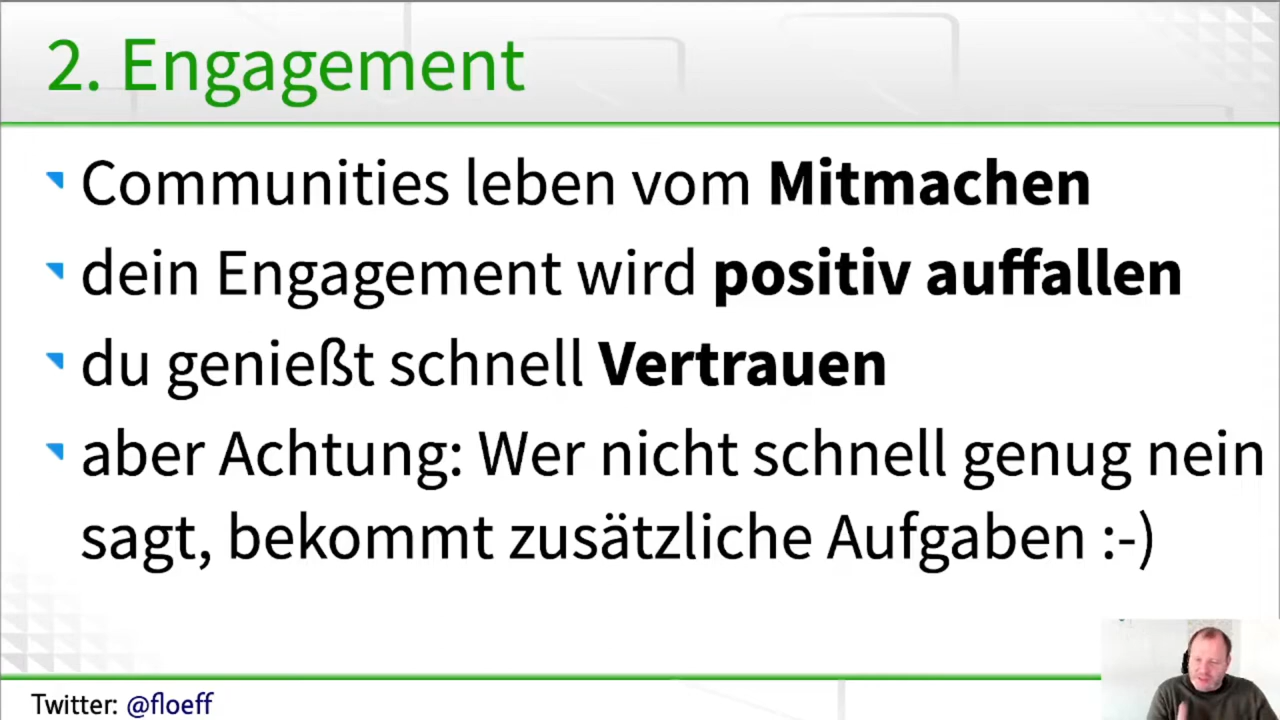 2. Engagement
Communities leben vom Mitmachen
dein Engagement wird positiv auffallen
du genießt schnell Vertrauen
aber Achtung: Wer nicht schnell genug nein
sagt, bekommt zusätzliche Aufgaben :-)
Twitter: @floeff